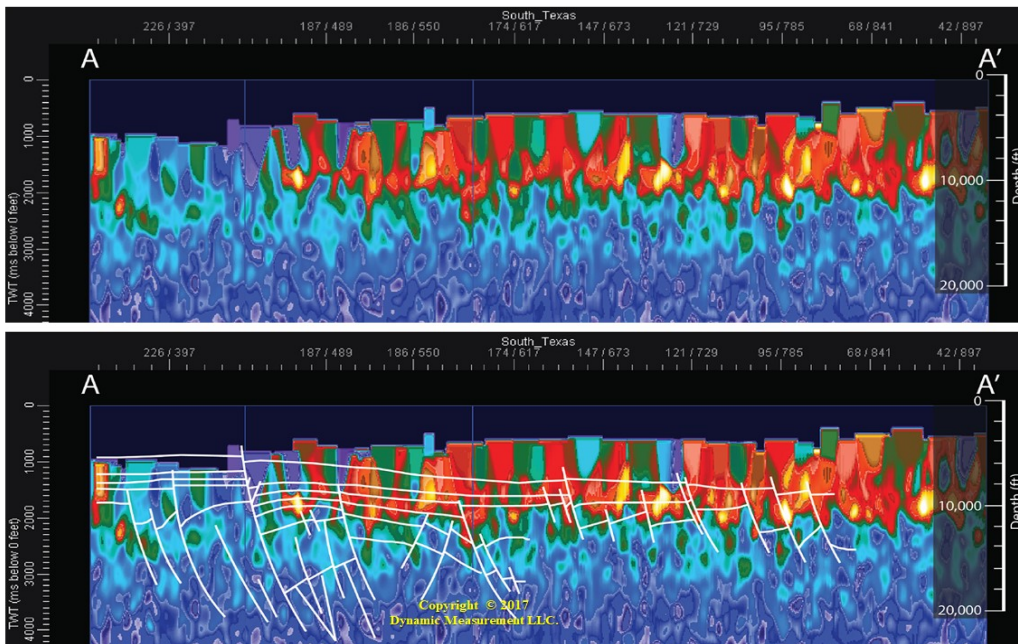 South_Texas
226 / 397 187 / 489 186 / 550 174 / 617 147 / 673 121 / 729 95 / 785 68 / 841 42 / 897
A A'
TWT (ms below 0 feet)
0
1000
2000
3000
4000
Depth (ft)
0
10,000
20,000
South_Texas
226 / 397 187 / 489 186 / 550 174 / 617 147 / 673 121 / 729 95 / 785 68 / 841 42 / 897
A A'
TWT (ms below 0 feet)
0
1000
2000
3000
4000
Depth (ft)
0
10,000
20,000
Copyright © 2017
Dynamic Measurement LLC.